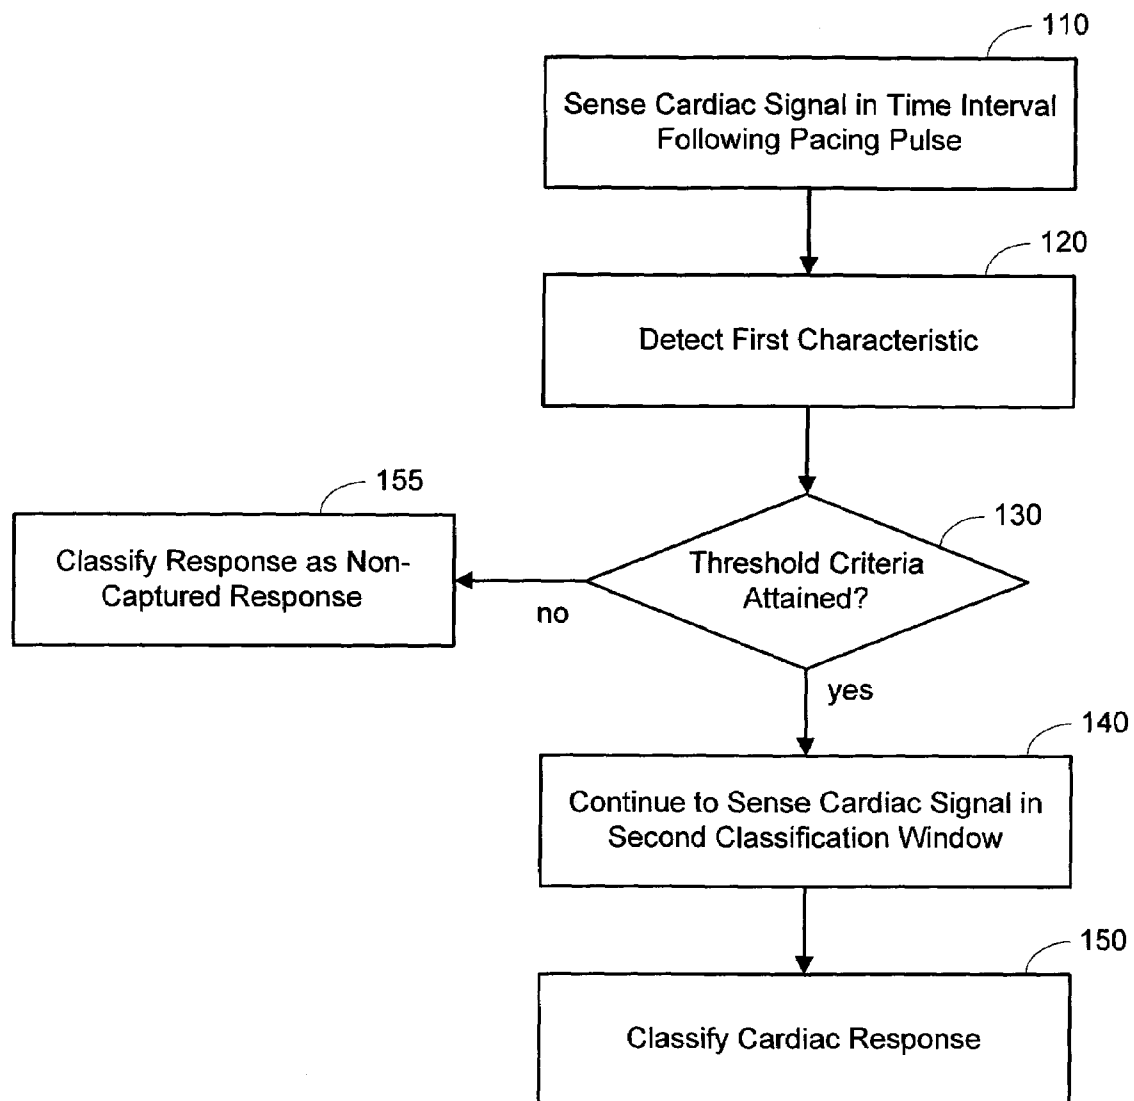 110
Sense Cardiac Signal in Time Interval
Following Pacing Pulse
120
Detect First Characteristic
155
Classify Response as Non-
Captured Response
130
Threshold Criteria
Attained?
no
yes
140
Continue to Sense Cardiac Signal in
Second Classification Window
150
Classify Cardiac Response